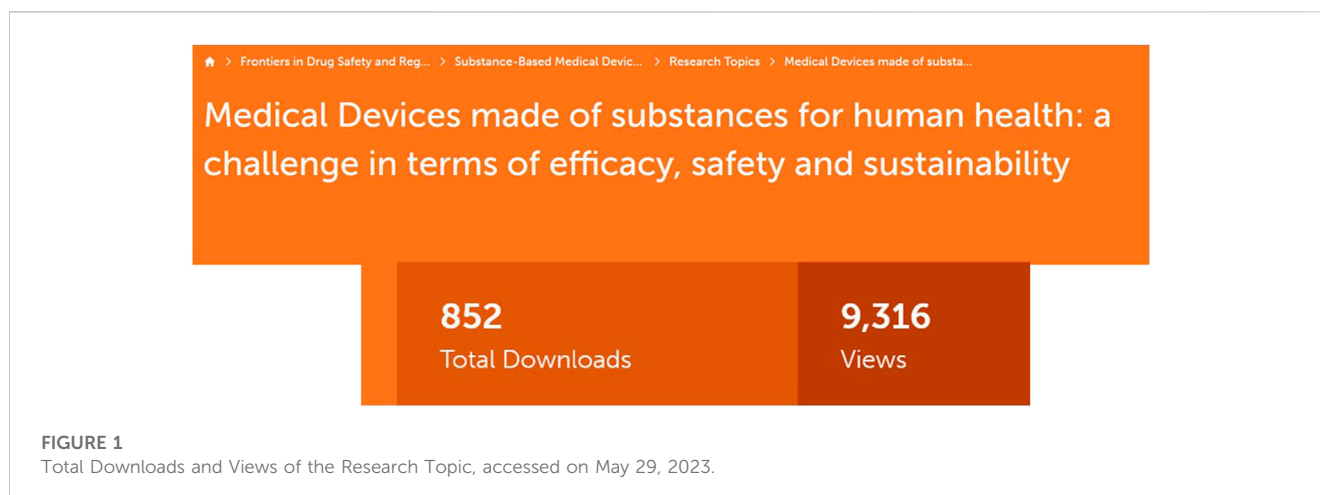 > Frontiers in Drug Safety and Reg... > Substance-Based Medical Devic... > Research Topics > Medical Devices made of substa...
Medical Devices made of substances for human health: a
challenge in terms of efficacy, safety and sustainability
852
Total Downloads
9,316
Views
FIGURE 1
Total Downloads and Views of the Research Topic, accessed on May 29, 2023.